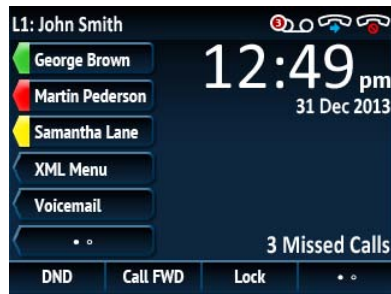 L1: John Smith
3
George Brown
12:49 pm
Martin Pederson
31 Dec 2013
Samantha Lane
XML Menu
Voicemail
3 Missed Calls
DND
Call FWD
Lock